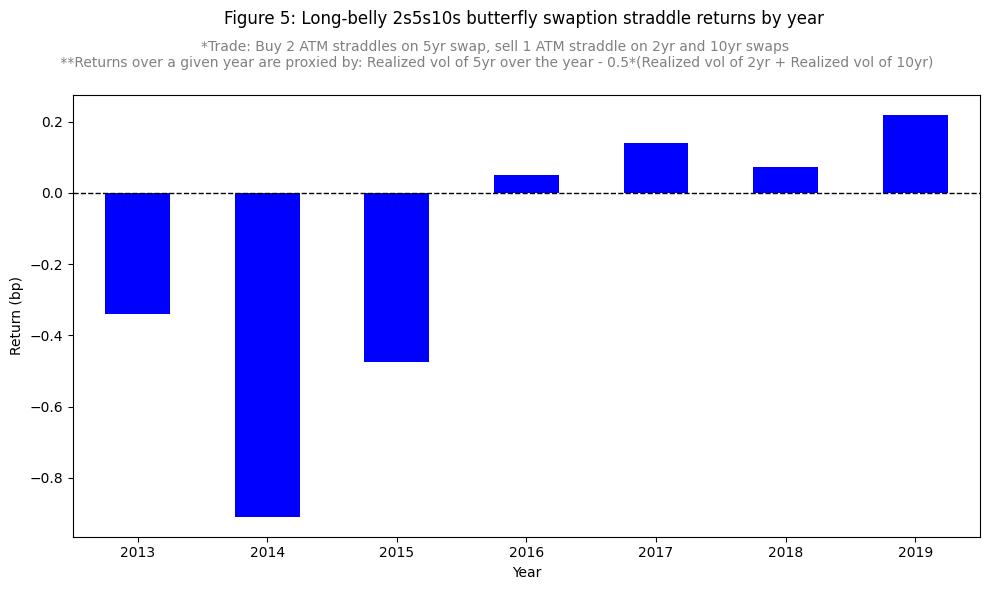 Figure 5: Long-belly 2s5s10s butterfly swaption straddle returns by year
*Trade: Buy 2 ATM straddles on 5yr swap, sell 1 ATM straddle on 2yr and 10yr swaps
**Returns over a given year are proxied by: Realized vol of 5yr over the year - 0.5*(Realized vol of 2yr + Realized vol of 10yr)
Return (bp)
0.2
0.0
−0.2
−0.4
−0.6
−0.8
2013 2014 2015 2016 2017 2018 2019
Year